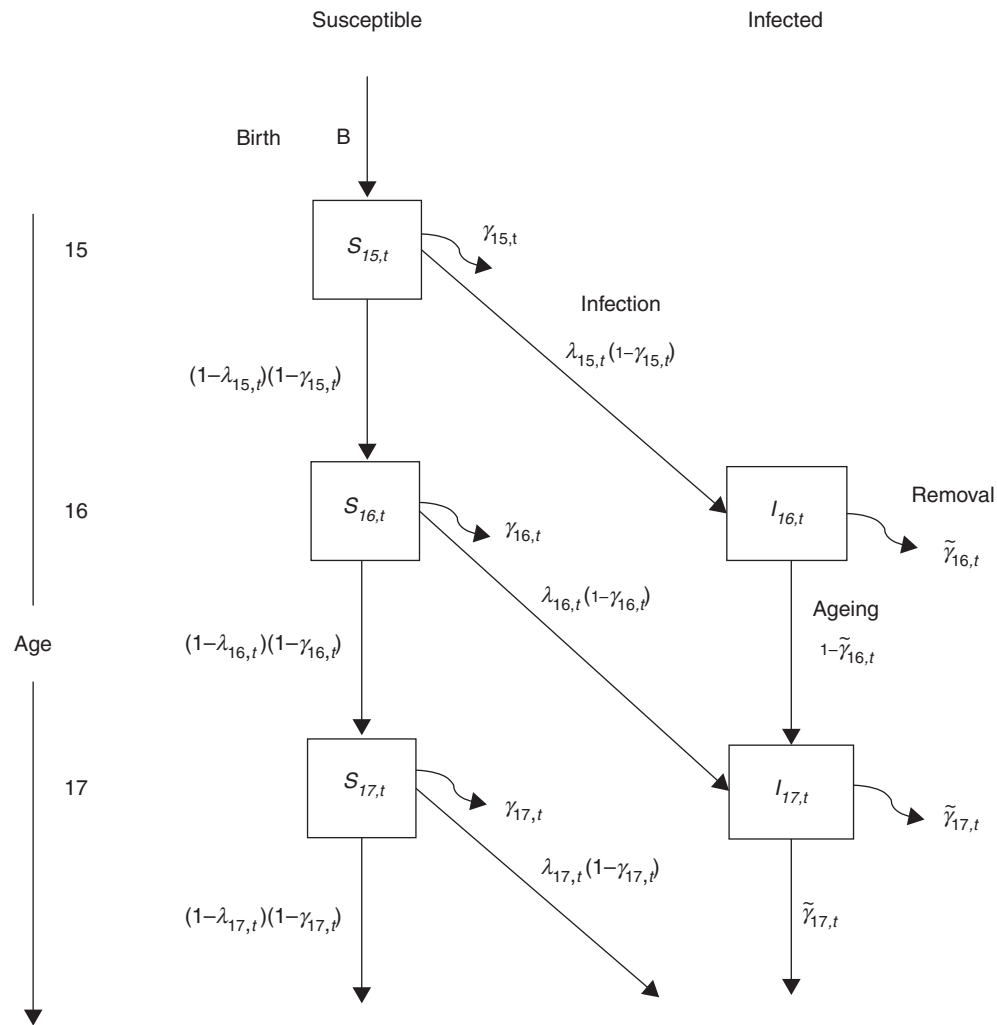 Susceptible Infected
Birth B
15 S15,t γ15,t
Infection
λ15,t(1–γ15,t)
(1–λ15,t)(1–γ15,t)
16 S16,t γ16,t I16,t Removal
γ̃16,t
λ16,t(1–γ16,t) Ageing
Age (1–λ16,t)(1–γ16,t) 1–γ̃16,t
17 S17,t γ17,t I17,t γ̃17,t
λ17,t(1–γ17,t)
(1–λ17,t)(1–γ17,t) γ̃17,t